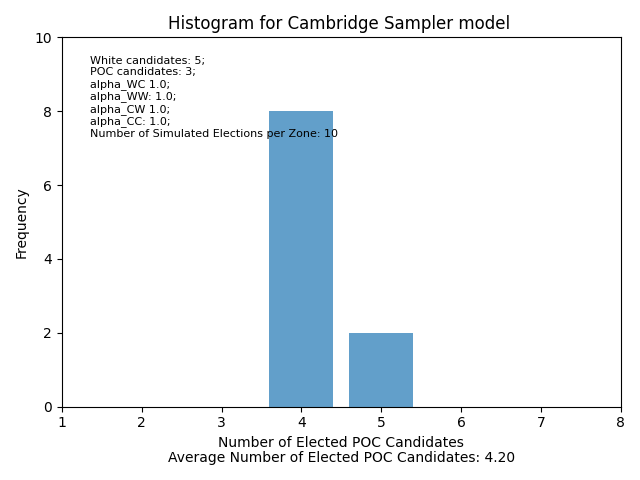 Histogram for Cambridge Sampler model
10
White candidates: 5;
POC candidates: 3;
alpha_WC 1.0;
alpha_WW: 1.0;
alpha_CW 1.0;
alpha_CC: 1.0;
Number of Simulated Elections per Zone: 10
8
6
Frequency
4
2
0
1 2 3 4 5 6 7 8
Number of Elected POC Candidates
Average Number of Elected POC Candidates: 4.20